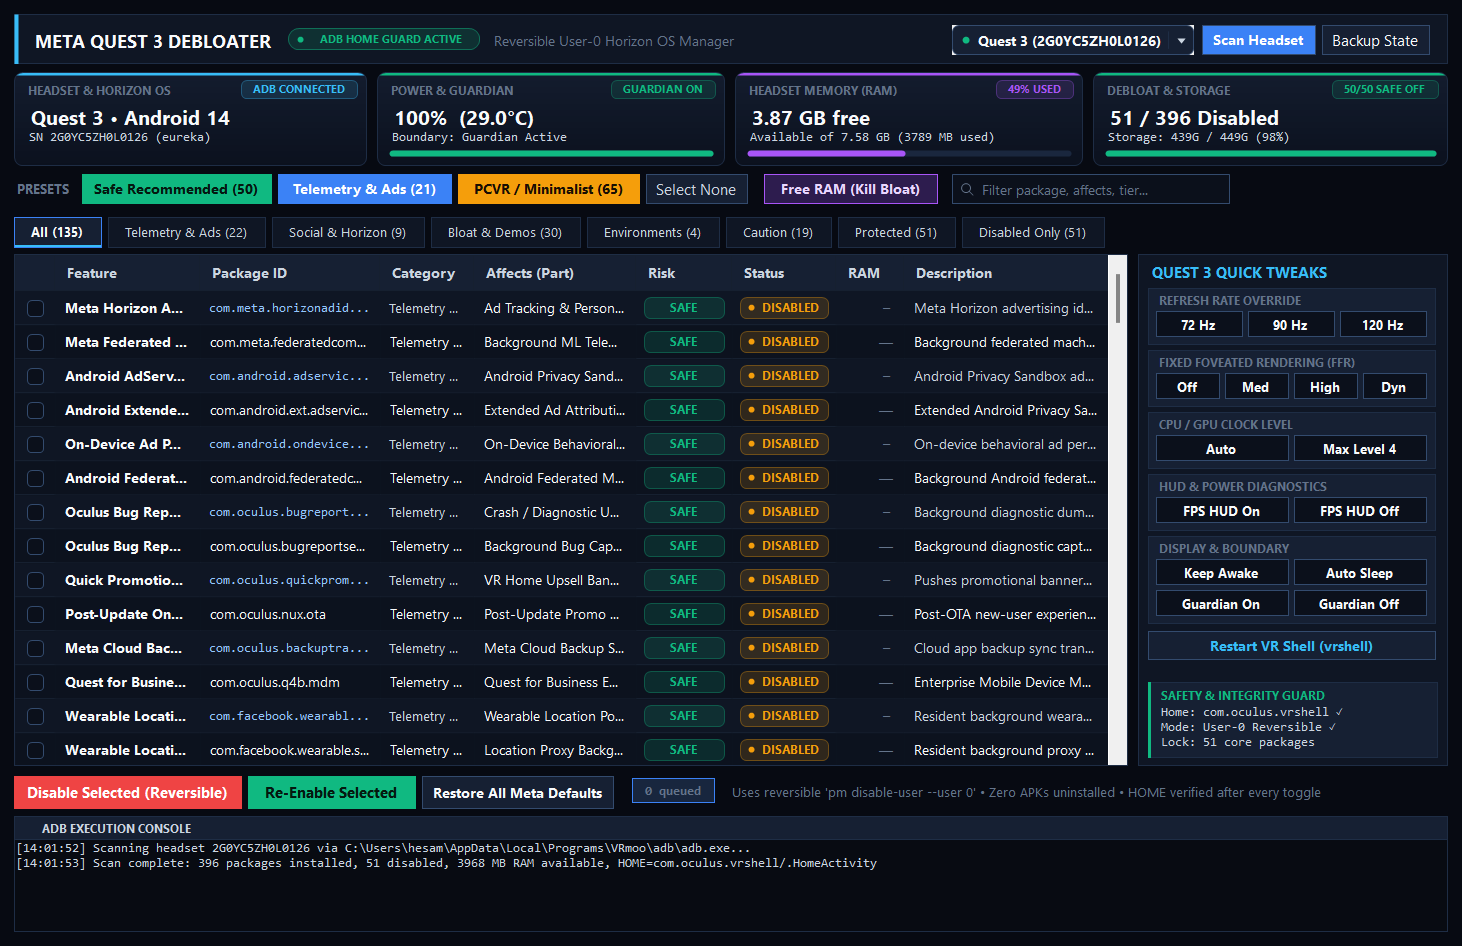 META QUEST 3 DEBLOATER
ADB HOME GUARD ACTIVE
Reversible User-0 Horizon OS Manager
Quest 3 (2G0YC5ZH0L0126)
Scan Headset
Backup State
HEADSET & HORIZON OS
ADB CONNECTED
Quest 3 • Android 14
SN 2G0YC5ZH0L0126 (eureka)
POWER & GUARDIAN
GUARDIAN ON
100% (29.0°C)
Boundary: Guardian Active
HEADSET MEMORY (RAM)
49% USED
3.87 GB free
Available of 7.58 GB (3789 MB used)
DEBLOAT & STORAGE
50/50 SAFE OFF
51 / 396 Disabled
Storage: 439G / 449G (98%)
PRESETS
Safe Recommended (50)
Telemetry & Ads (21)
PCVR / Minimalist (65)
Select None
Free RAM (Kill Bloat)
Filter package, affects, tier...
All (135)
Telemetry & Ads (22)
Social & Horizon (9)
Bloat & Demos (30)
Environments (4)
Caution (19)
Protected (51)
Disabled Only (51)
Feature Package ID Category Affects (Part) Risk Status RAM Description
Meta Horizon A... com.meta.horizonadid... Telemetry ... Ad Tracking & Person... SAFE • DISABLED – Meta Horizon advertising id...
Meta Federated ... com.meta.federatedcom... Telemetry ... Background ML Tele... SAFE • DISABLED — Background federated mach...
Android AdServ... com.android.adservic... Telemetry ... Android Privacy Sand... SAFE • DISABLED – Android Privacy Sandbox ad...
Android Extende... com.android.ext.adservic... Telemetry ... Extended Ad Attributi... SAFE • DISABLED — Extended Android Privacy Sa...
On-Device Ad P... com.android.ondevice... Telemetry ... On-Device Behavioral... SAFE • DISABLED – On-device behavioral ad per...
Android Federat... com.android.federatedc... Telemetry ... Android Federated M... SAFE • DISABLED — Background Android federat...
Oculus Bug Rep... com.oculus.bugreport... Telemetry ... Crash / Diagnostic U... SAFE • DISABLED – Background diagnostic dum...
Oculus Bug Rep... com.oculus.bugreportse... Telemetry ... Background Bug Cap... SAFE • DISABLED — Background diagnostic capt...
Quick Promotio... com.oculus.quickprom... Telemetry ... VR Home Upsell Ban... SAFE • DISABLED – Pushes promotional banner...
Post-Update On... com.oculus.nux.ota Telemetry ... Post-Update Promo ... SAFE • DISABLED — Post-OTA new-user experien...
Meta Cloud Bac... com.oculus.backuptra... Telemetry ... Meta Cloud Backup S... SAFE • DISABLED – Cloud app backup sync tran...
Quest for Busine... com.oculus.q4b.mdm Telemetry ... Quest for Business E... SAFE • DISABLED — Enterprise Mobile Device M...
Wearable Locati... com.facebook.wearabl... Telemetry ... Wearable Location Po... SAFE • DISABLED – Resident background weara...
Wearable Locati... com.facebook.wearable.s... Telemetry ... Location Proxy Backg... SAFE • DISABLED — Resident background proxy ...
QUEST 3 QUICK TWEAKS
REFRESH RATE OVERRIDE
72 Hz 90 Hz 120 Hz
FIXED FOVEATED RENDERING (FFR)
Off Med High Dyn
CPU / GPU CLOCK LEVEL
Auto Max Level 4
HUD & POWER DIAGNOSTICS
FPS HUD On FPS HUD Off
DISPLAY & BOUNDARY
Keep Awake Auto Sleep
Guardian On Guardian Off
Restart VR Shell (vrshell)
SAFETY & INTEGRITY GUARD
Home: com.oculus.vrshell ✓
Mode: User-0 Reversible ✓
Lock: 51 core packages
Disable Selected (Reversible)
Re-Enable Selected
Restore All Meta Defaults
0 queued
Uses reversible 'pm disable-user --user 0' • Zero APKs uninstalled • HOME verified after every toggle
ADB EXECUTION CONSOLE
[14:01:52] Scanning headset 2G0YC5ZH0L0126 via C:\Users\hesam\AppData\Local\Programs\VRmoo\adb\adb.exe...
[14:01:53] Scan complete: 396 packages installed, 51 disabled, 3968 MB RAM available, HOME=com.oculus.vrshell/.HomeActivity